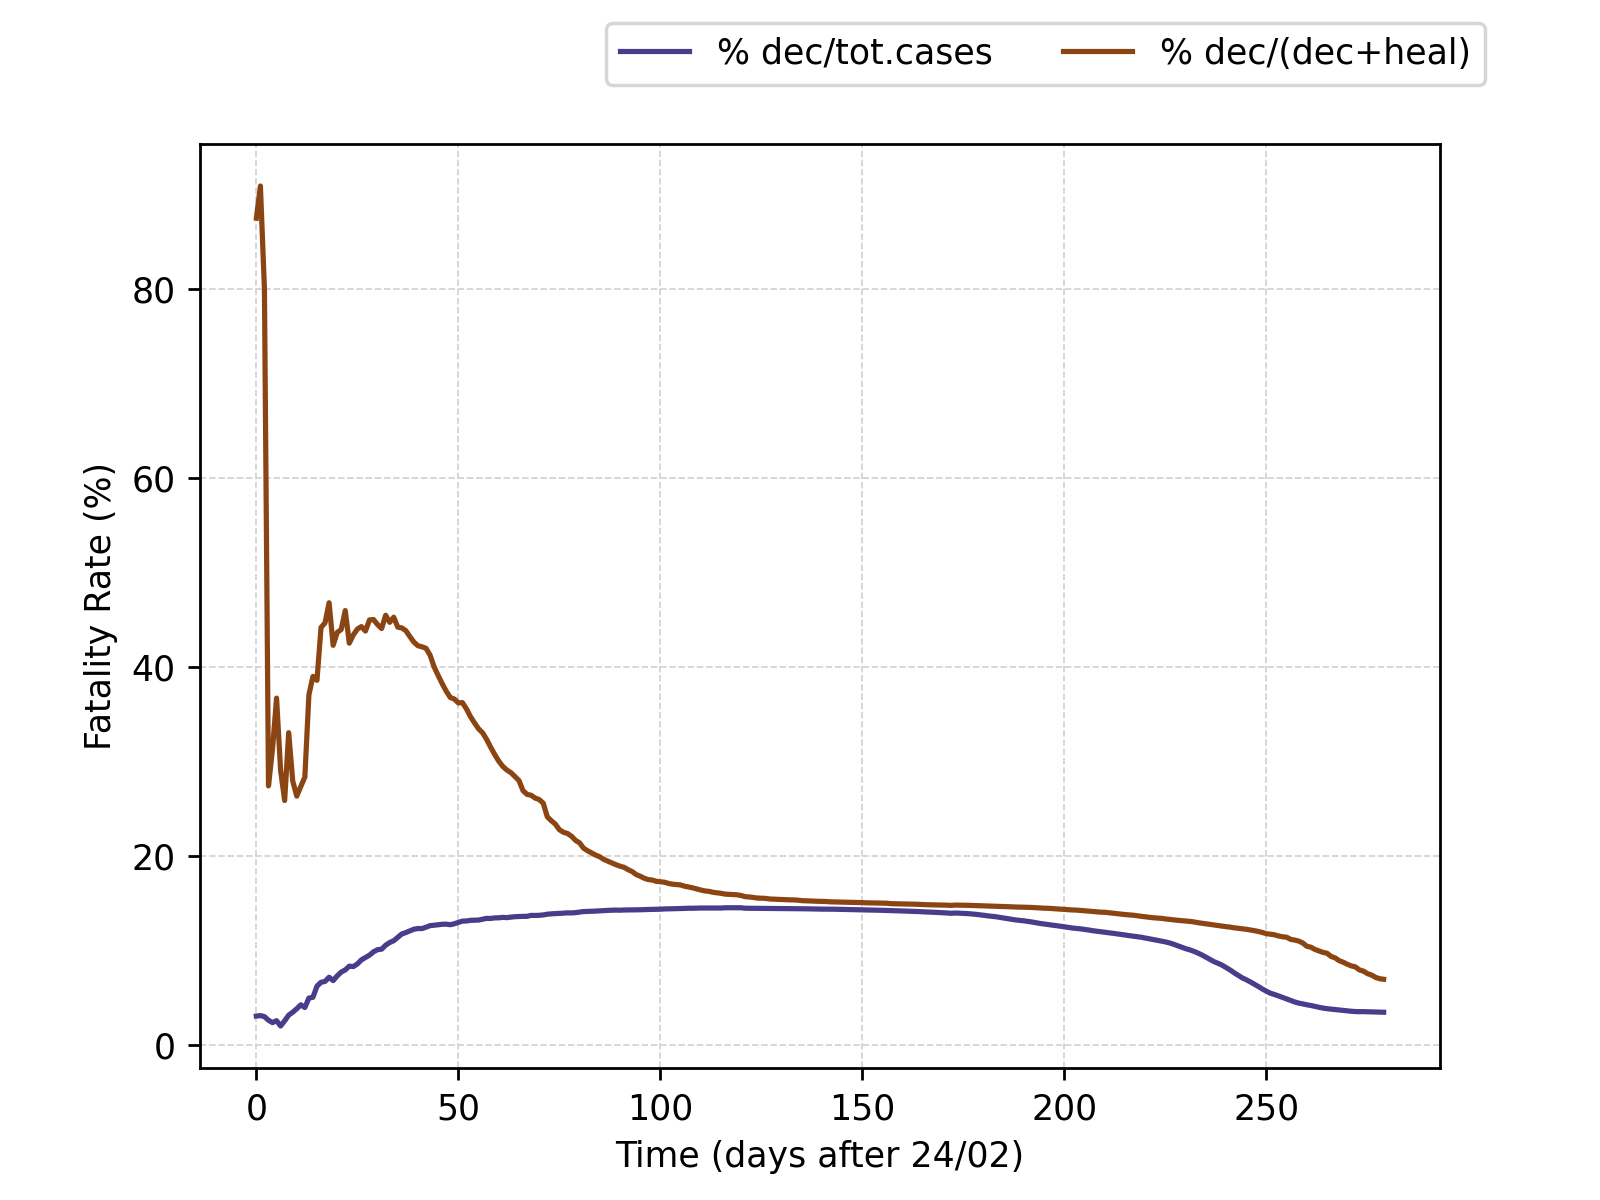 % dec/tot.cases % dec/(dec+heal)
Fatality Rate (%)
80
60
40
20
0
0 50 100 150 200 250
Time (days after 24/02)